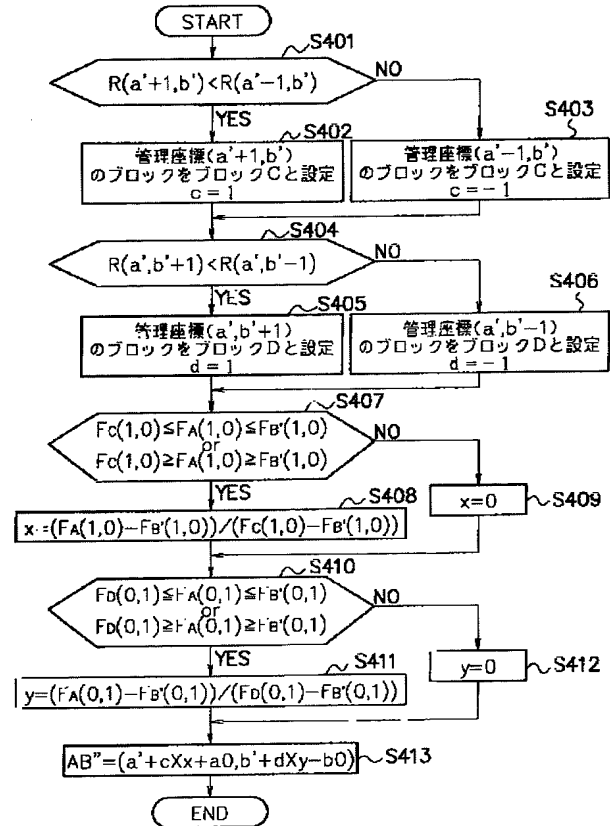 START
S401
R(a'+1,b')<R(a'-1,b')
NO
YES
S402
S403
管理座標(a'+1,b')
のブロックをブロックCと設定
c=1
管理座標(a'-1,b')
のブロックをブロックCと設定
c=-1
S404
R(a',b'+1)<R(a',b'-1)
NO
YES
S405
S406
管理座標(a',b'+1)
のブロックをブロックDと設定
d=1
管理座標(a',b'-1)
のブロックをブロックDと設定
d=-1
S407
FC(1,0)≦FA(1,0)≦FB'(1,0)
or
FC(1,0)≧FA(1,0)≧FB'(1,0)
NO
YES
S408
x=(FA(1,0)-FB'(1,0))/(FC(1,0)-FB'(1,0))
x=0
S409
S410
FD(0,1)≦FA(0,1)≦FB'(0,1)
or
FD(0,1)≧FA(0,1)≧FB'(0,1)
NO
YES
S411
y=(FA(0,1)-FB'(0,1))/(FD(0,1)-FB'(0,1))
y=0
S412
AB"=(a'+cXx+a0,b'+dXy-b0)
S413
END